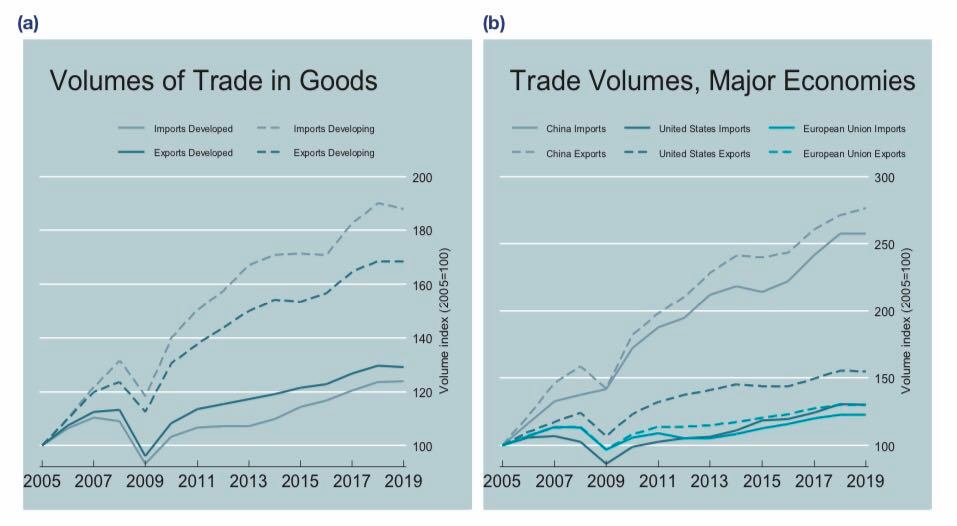 (a)
Volumes of Trade in Goods
Imports Developed
Imports Developing
Exports Developed
Exports Developing
200
180
160
140
120
100
Volume index (2005=100)
2005 2007 2009 2011 2013 2015 2017 2019
(b)
Trade Volumes, Major Economies
China Imports
United States Imports
European Union Imports
China Exports
United States Exports
European Union Exports
300
250
200
150
100
Volume index (2005=100)
2005 2007 2009 2011 2013 2015 2017 2019